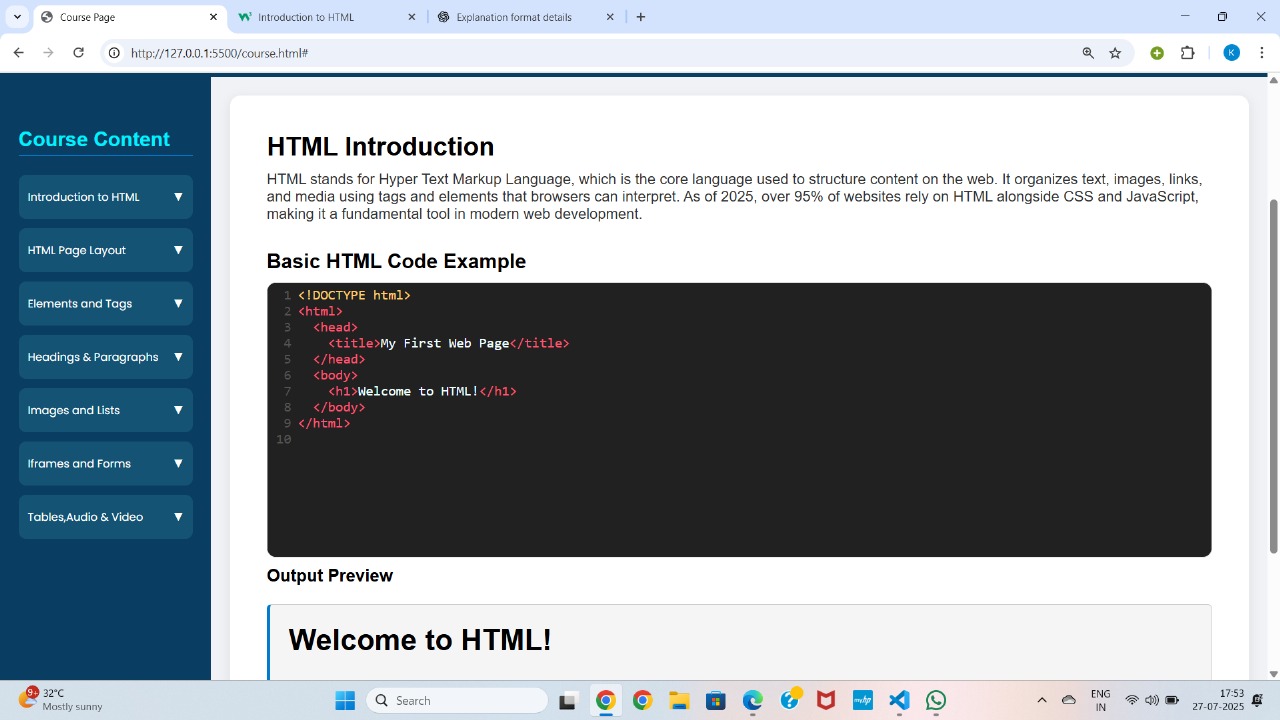 Course Page
Introduction to HTML
Explanation format details
http://127.0.0.1:5500/course.html#
K
Course Content
Introduction to HTML ▼
HTML Page Layout ▼
Elements and Tags ▼
Headings & Paragraphs ▼
Images and Lists ▼
Iframes and Forms ▼
Tables,Audio & Video ▼
HTML Introduction
HTML stands for Hyper Text Markup Language, which is the core language used to structure content on the web. It organizes text, images, links,
and media using tags and elements that browsers can interpret. As of 2025, over 95% of websites rely on HTML alongside CSS and JavaScript,
making it a fundamental tool in modern web development.
Basic HTML Code Example
1 <!DOCTYPE html>
2 <html>
3   <head>
4     <title>My First Web Page</title>
5   </head>
6   <body>
7     <h1>Welcome to HTML!</h1>
8   </body>
9 </html>
10
Output Preview
Welcome to HTML!
9+
32°C
Mostly sunny
Search
myhp
ENG
IN
17:53
27-07-2025